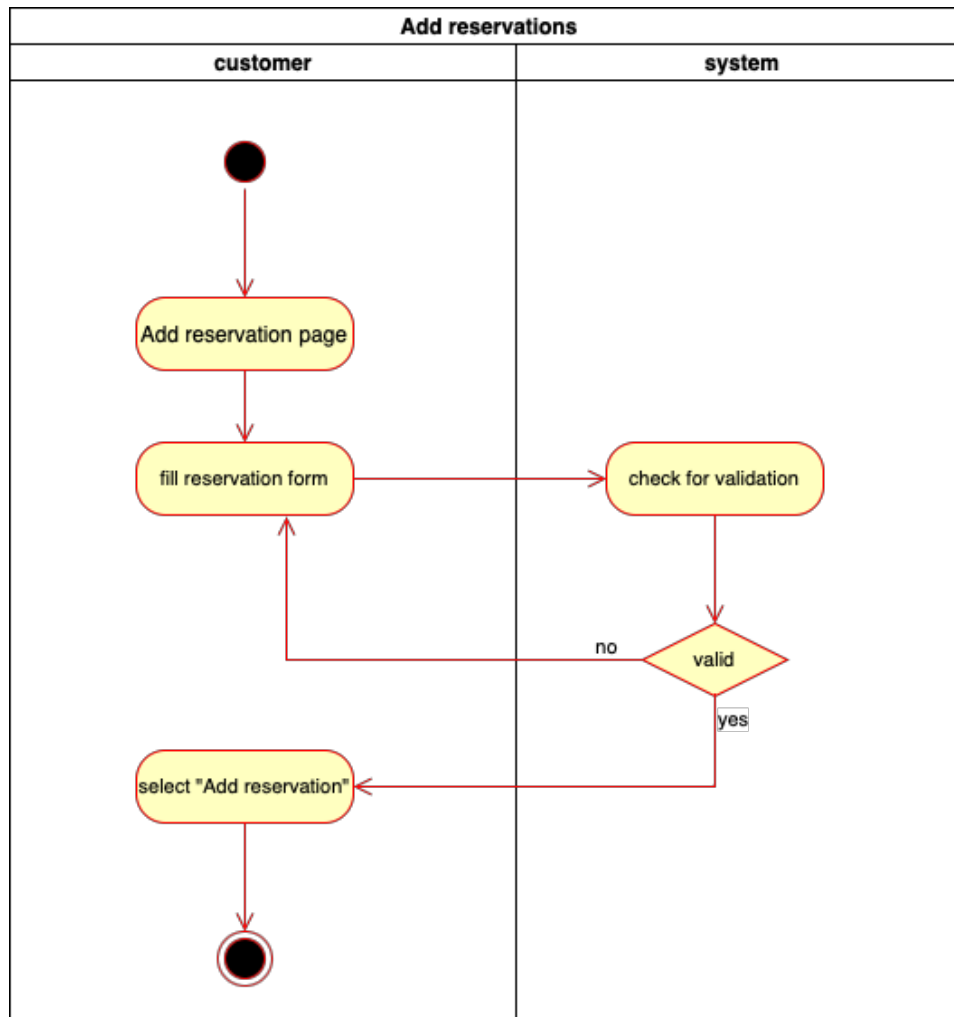 Add reservations
customer
system
Add reservation page
fill reservation form
check for validation
no
valid
yes
select "Add reservation"